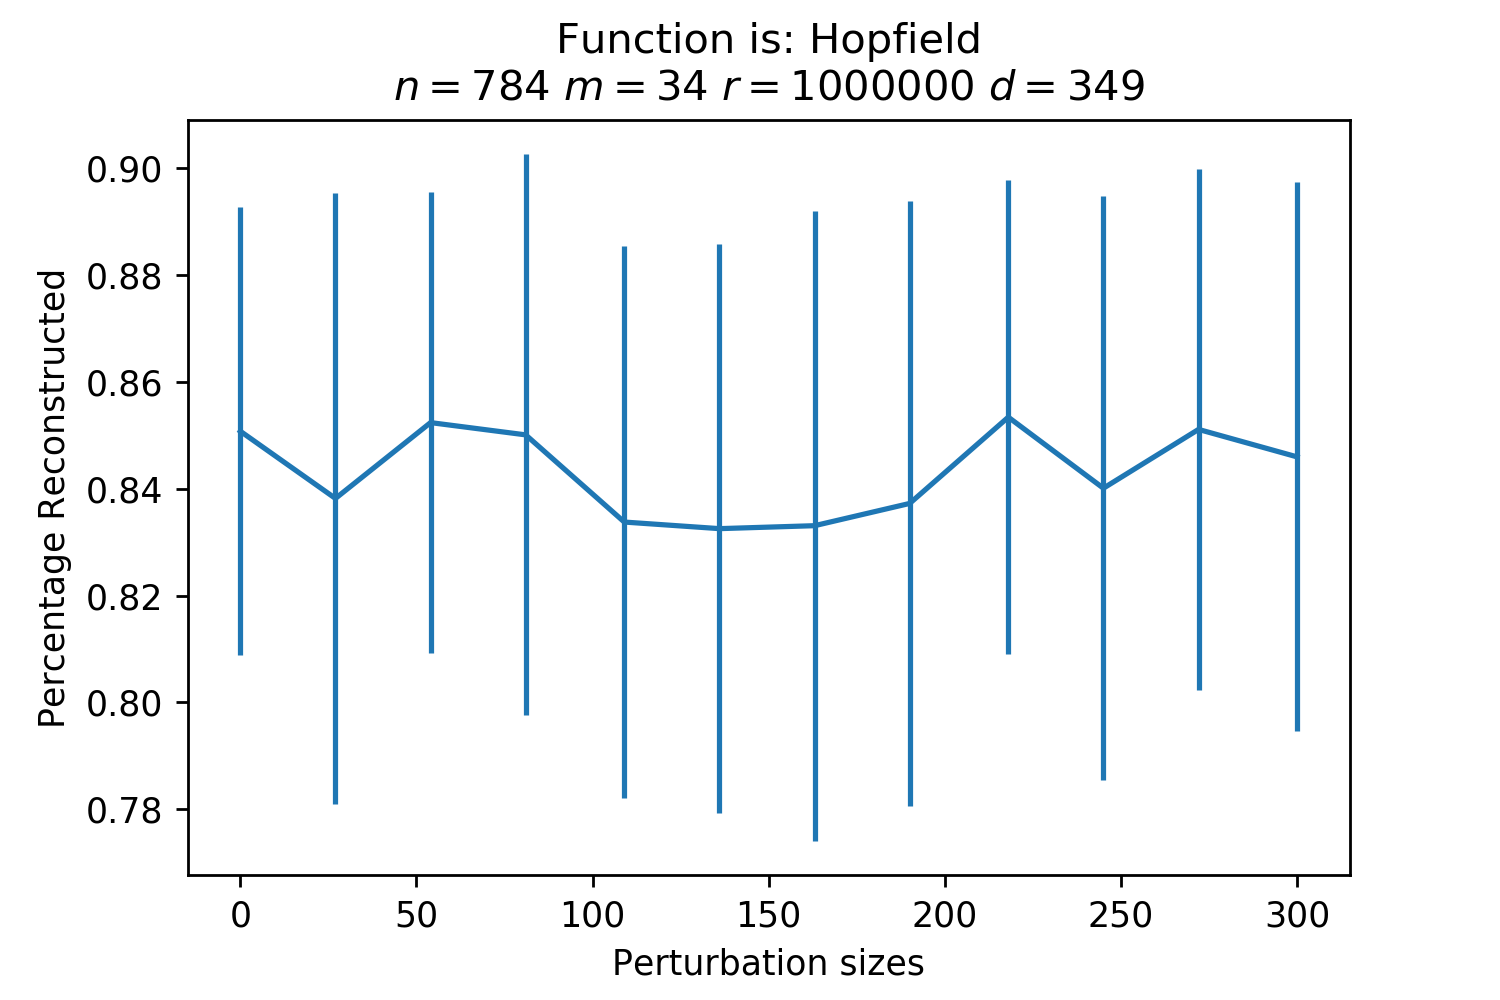 Function is: Hopfield
n = 784 m = 34 r = 1000000 d = 349
Percentage Reconstructed
0.90
0.88
0.86
0.84
0.82
0.80
0.78
0 50 100 150 200 250 300
Perturbation sizes